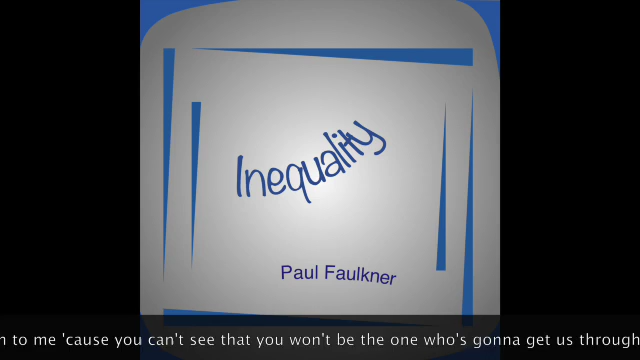 Inequality
Paul Faulkner
to me 'cause you can't see that you won't be the one who's gonna get us through